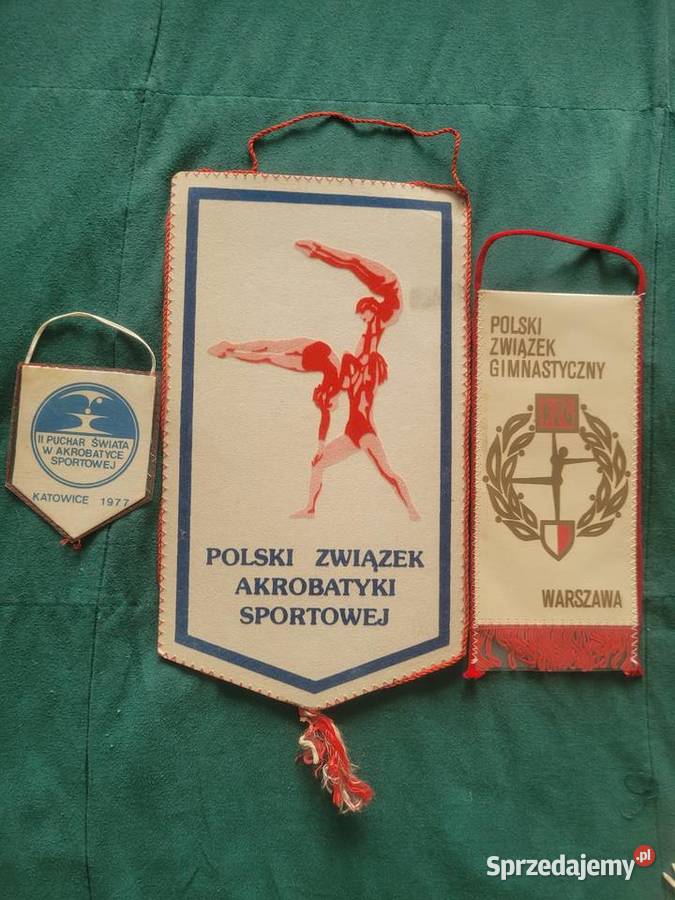 II PUCHAR ŚWIATA
W AKROBATYCE
SPORTOWEJ
KATOWICE 1977
POLSKI ZWIĄZEK
AKROBATYKI
SPORTOWEJ
POLSKI
ZWIĄZEK
GIMNASTYCZNY
WARSZAWA
Sprzedajemy.pl